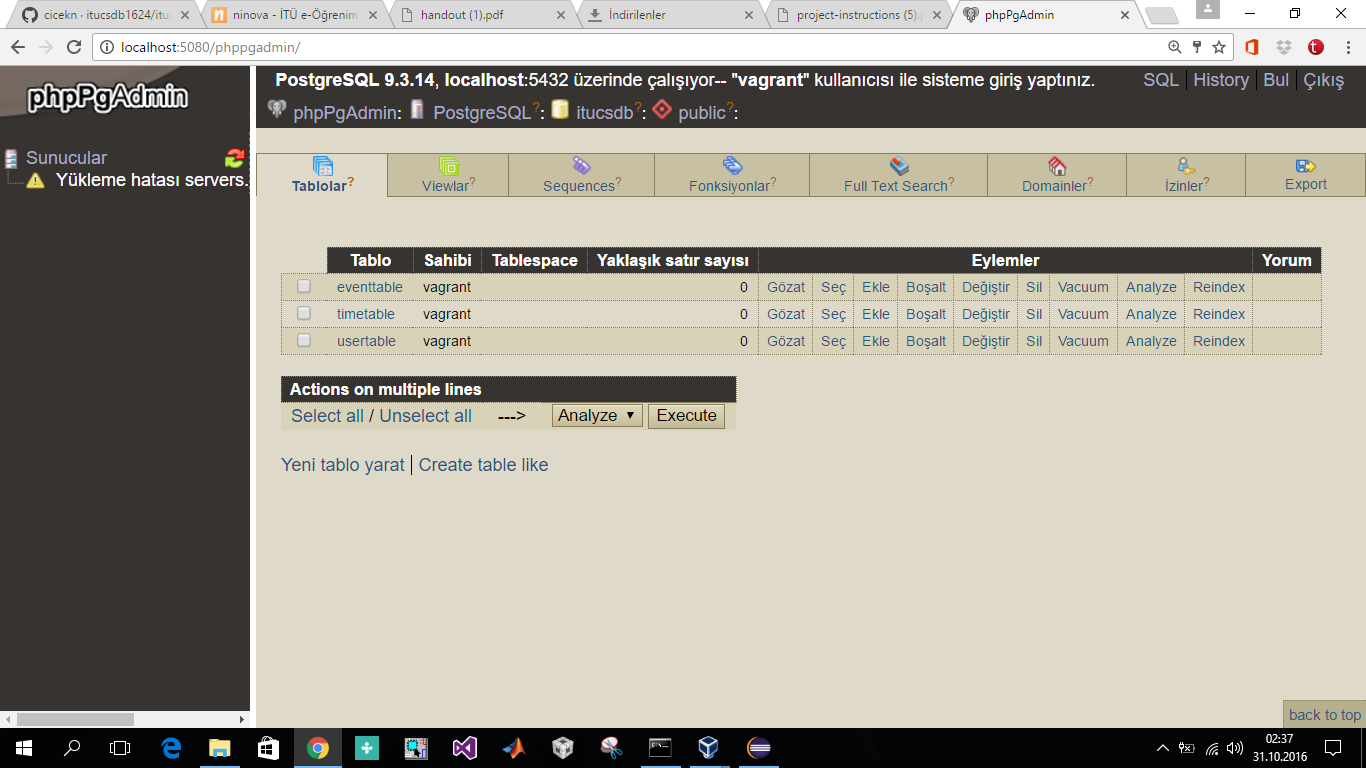 cicekn · itucsdb1624/itu
ninova - İTÜ e-Öğrenim
handout (1).pdf
İndirilenler
project-instructions (5).p
phpPgAdmin
localhost:5080/phppgadmin/
phpPgAdmin
Sunucular
Yükleme hatası servers.
PostgreSQL 9.3.14, localhost:5432 üzerinde çalışıyor-- "vagrant" kullanıcısı ile sisteme giriş yaptınız.
SQL | History | Bul | Çıkış
phpPgAdmin: PostgreSQL?: itucsdb?: public?:
Tablolar? Viewlar? Sequences? Fonksiyonlar? Full Text Search? Domainler? İzinler? Export
Tablo Sahibi Tablespace Yaklaşık satır sayısı Eylemler Yorum
eventtable vagrant 0 Gözat Seç Ekle Boşalt Değiştir Sil Vacuum Analyze Reindex
timetable vagrant 0 Gözat Seç Ekle Boşalt Değiştir Sil Vacuum Analyze Reindex
usertable vagrant 0 Gözat Seç Ekle Boşalt Değiştir Sil Vacuum Analyze Reindex
Actions on multiple lines
Select all / Unselect all ---> Analyze Execute
Yeni tablo yarat | Create table like
back to top
02:37
31.10.2016